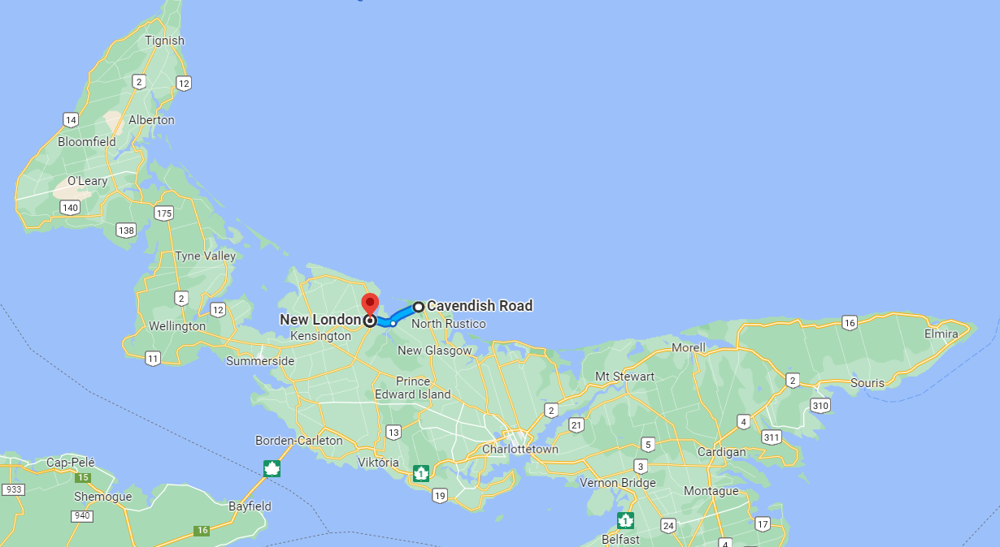 Tignish
2
12
14
Alberton
Bloomfield
O'Leary
140
175
138
Tyne Valley
2
12
Wellington
11
New London
Cavendish Road
North Rustico
Kensington
Summerside
New Glasgow
16
Elmira
Morell
Mt Stewart
2
Souris
Prince
Edward Island
310
2
21
4
13
311
Borden-Carleton
Charlottetown
5
Cardigan
Viktória
1
3
19
Vernon Bridge
Montague
Cap-Pelé
15
933
Shemogue
940
Bayfield
16
1
24
17
Belfast
4